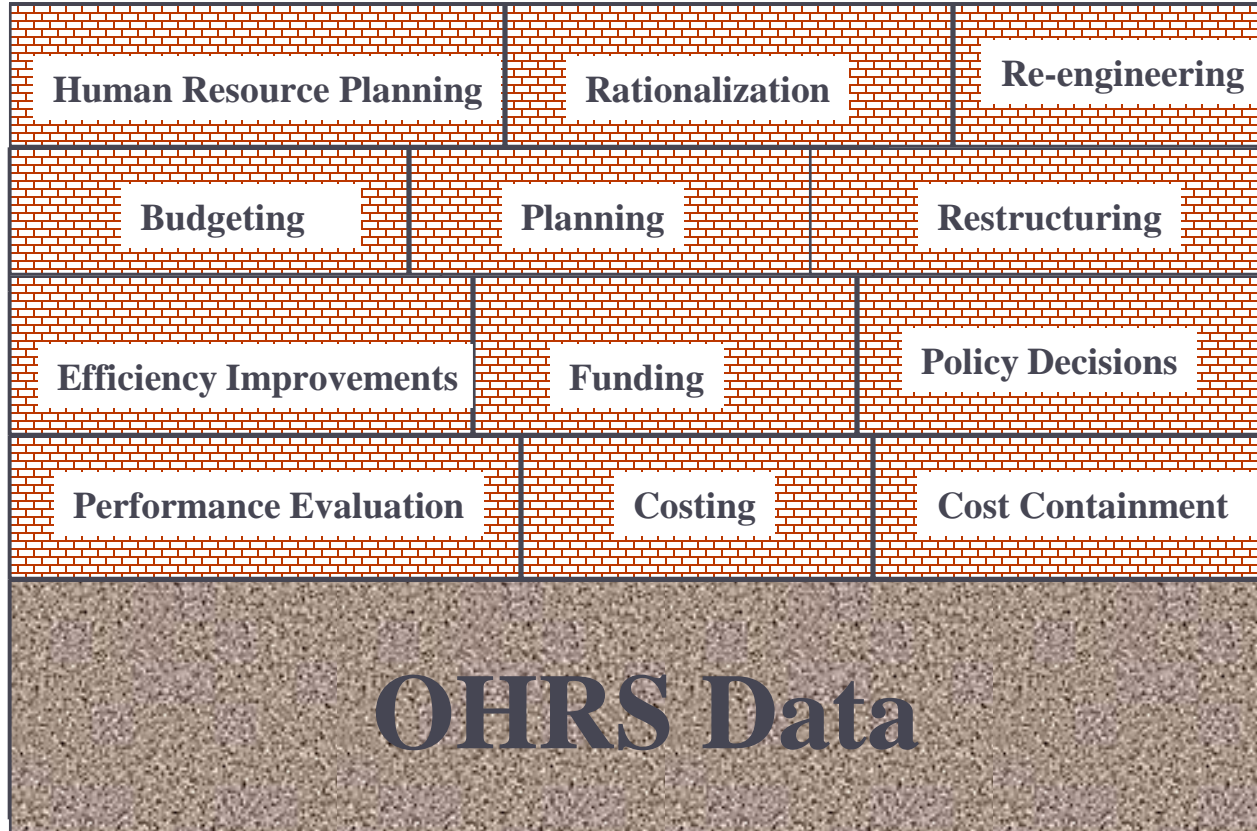 Human Resource Planning
Rationalization
Re-engineering
Budgeting
Planning
Restructuring
Efficiency Improvements
Funding
Policy Decisions
Performance Evaluation
Costing
Cost Containment
OHRS Data